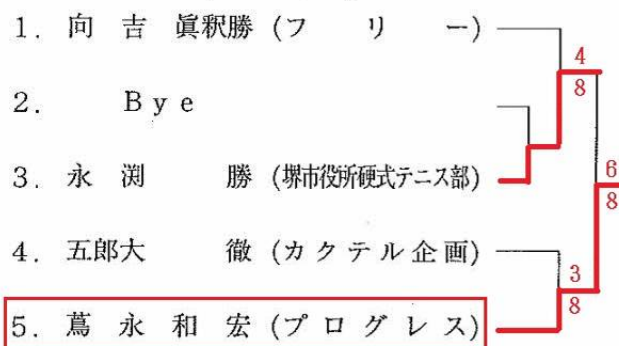 1. 向吉眞釈勝 (フリー)
4
8
2. Bye
3. 永渕勝 (堺市役所硬式テニス部)
6
8
4. 五郎大徹 (カクテル企画)
3
8
5. 蔦永和宏 (プログレス)